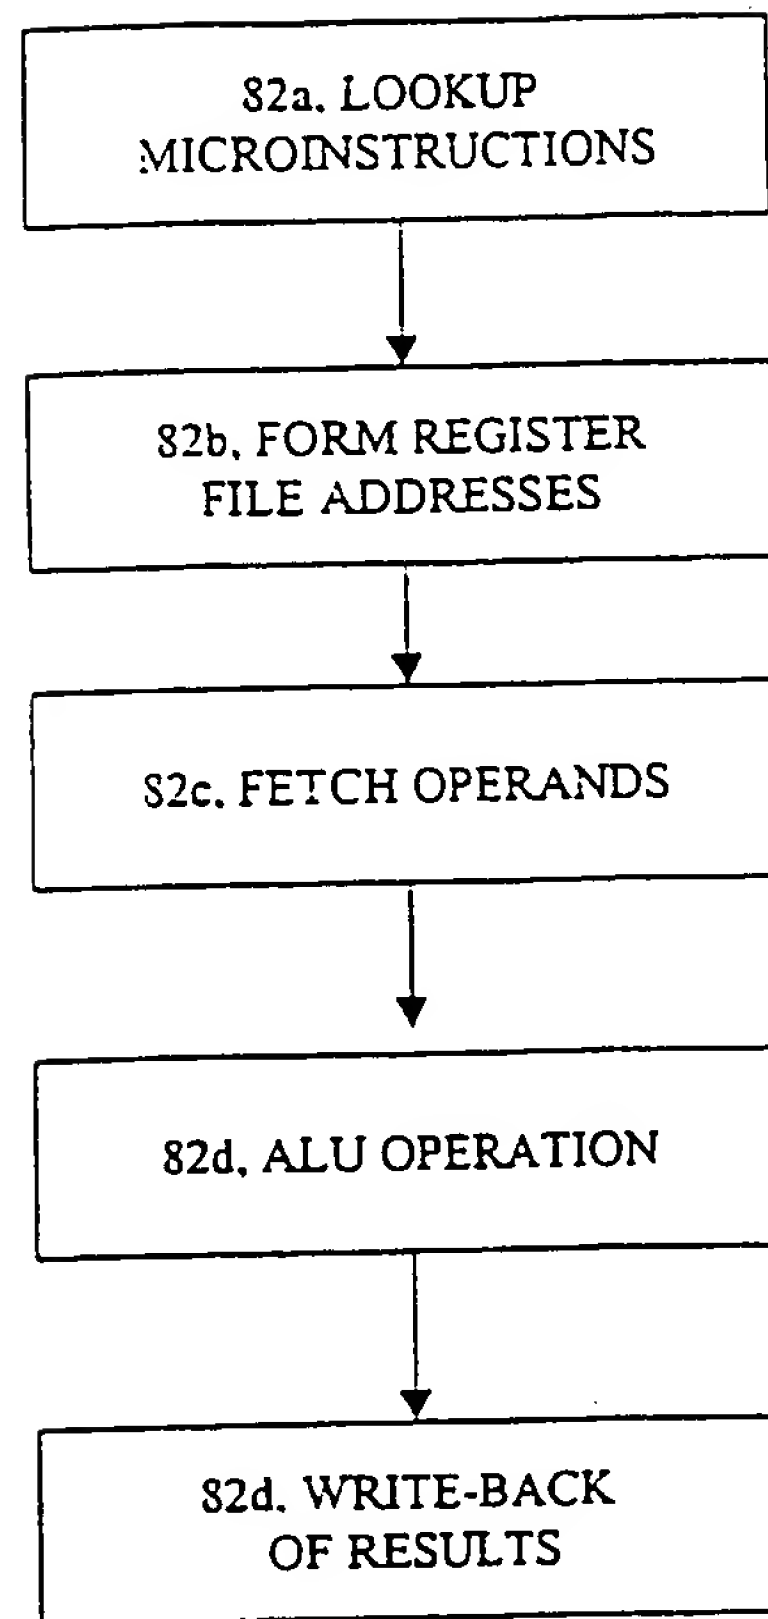 82a. LOOKUP
MICROINSTRUCTIONS
82b. FORM REGISTER
FILE ADDRESSES
82c. FETCH OPERANDS
82d. ALU OPERATION
82d. WRITE-BACK
OF RESULTS